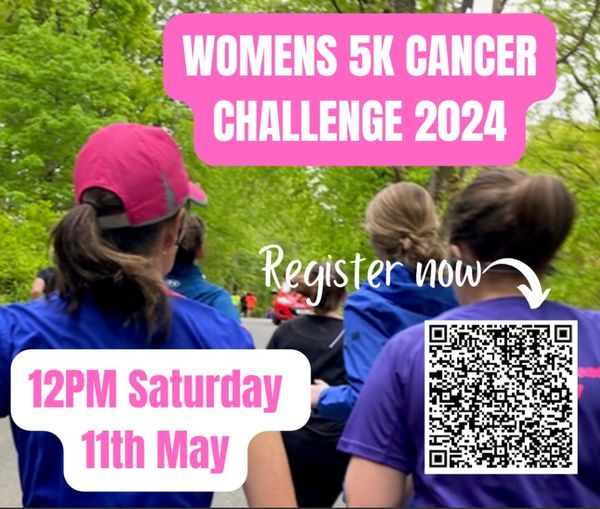 WOMENS 5K CANCER
CHALLENGE 2024
Register now
12PM Saturday
11th May